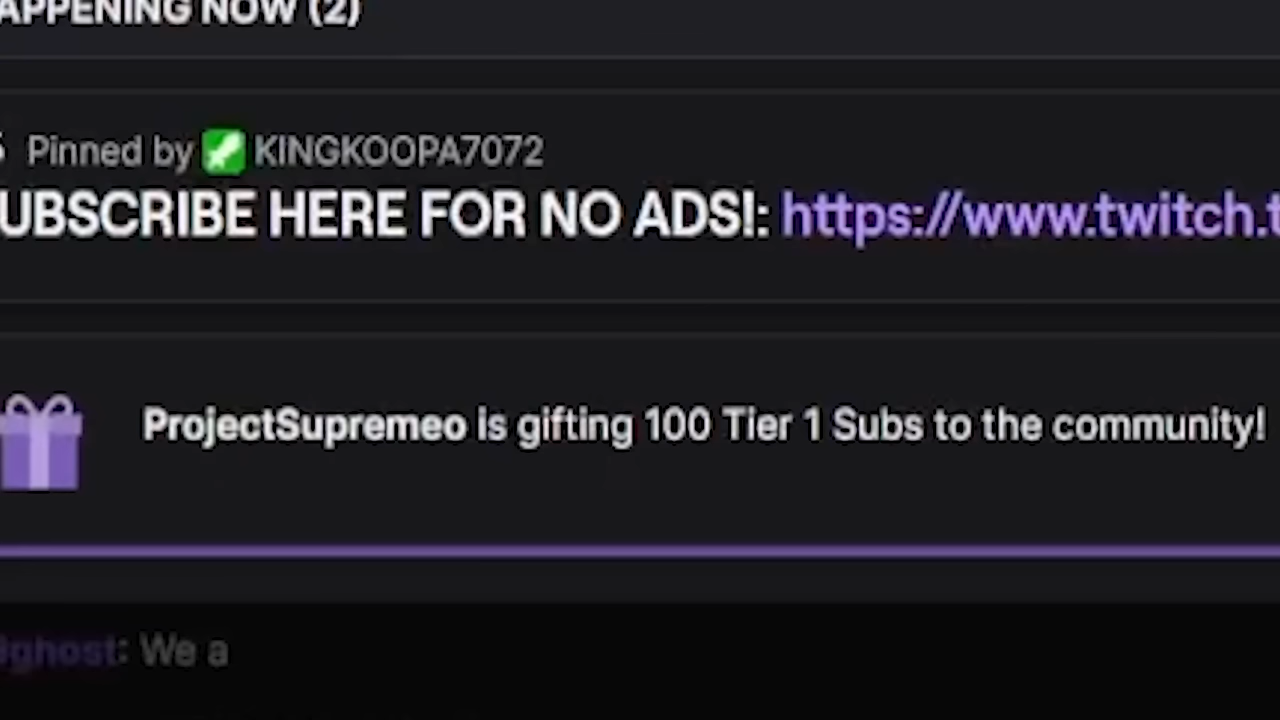 APPENING NOW (2)
Pinned by KINGKOOPA7072
UBSCRIBE HERE FOR NO ADS!: https://www.twitch.t
ProjectSupremeo is gifting 100 Tier 1 Subs to the community!
ghost: We a